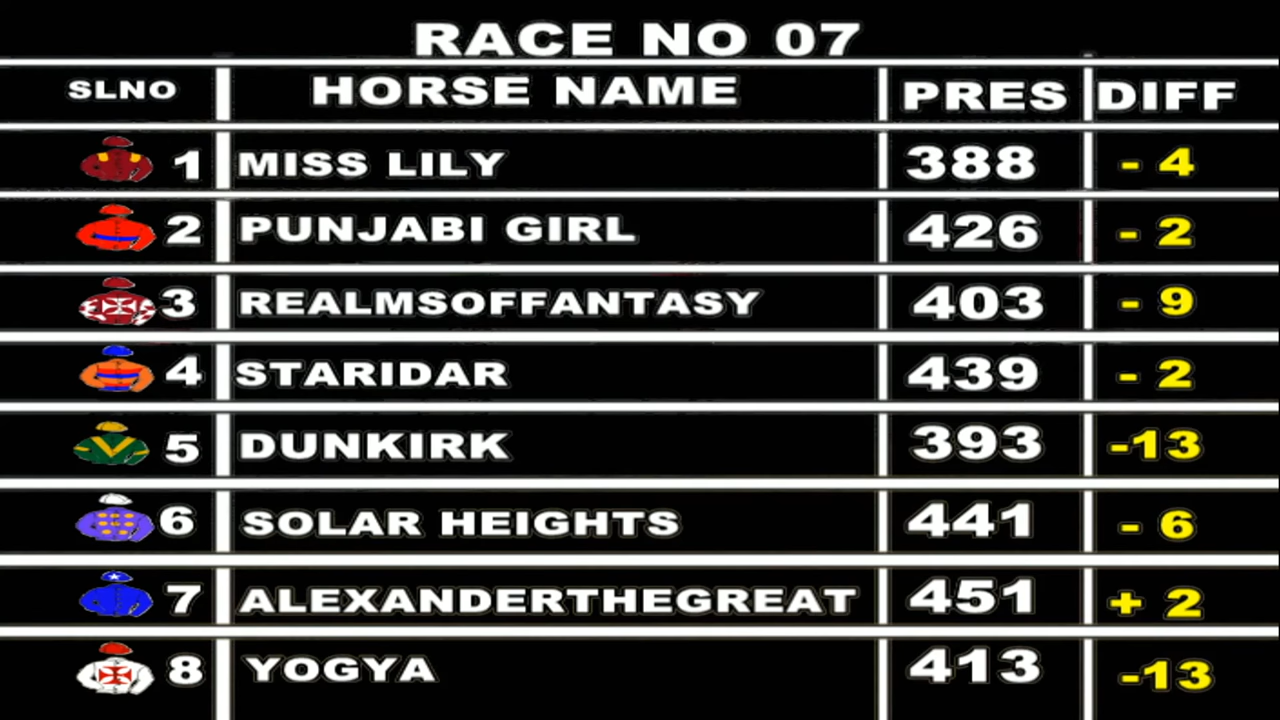 RACE NO 07
SLNO HORSE NAME PRES DIFF
1 MISS LILY 388 - 4
2 PUNJABI GIRL 426 - 2
3 REALMSOFFANTASY 403 - 9
4 STARIDAR 439 - 2
5 DUNKIRK 393 -13
6 SOLAR HEIGHTS 441 - 6
7 ALEXANDERTHEGREAT 451 + 2
8 YOGYA 413 -13